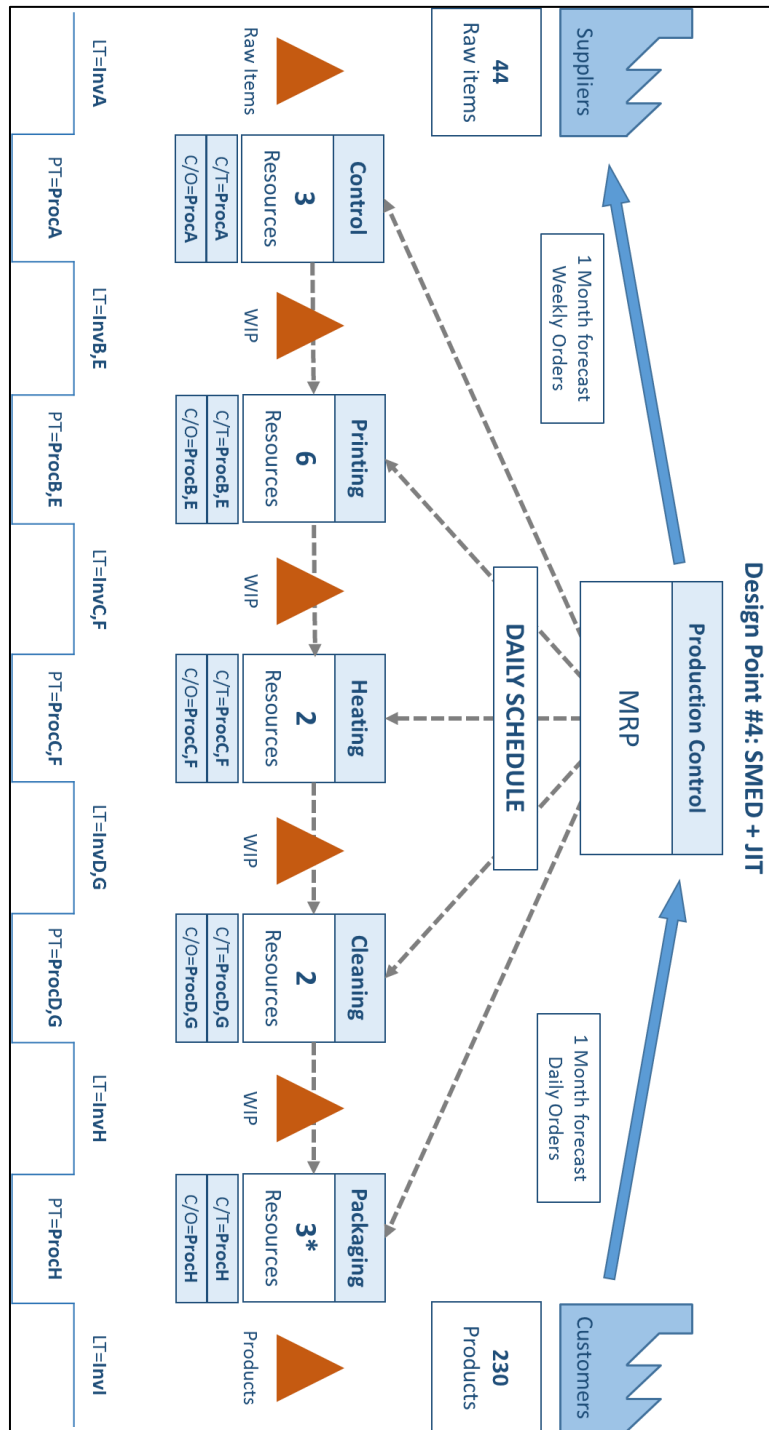 Design Point #4: SMED + JIT
Suppliers
Production Control
MRP
Customers
1 Month forecast
Weekly Orders
1 Month forecast
Daily Orders
44
Raw items
DAILY SCHEDULE
230
Products
Raw Items
Control
3
Resources
C/T=ProcA
C/O=ProcA
WIP
Printing
6
Resources
C/T=ProcB,E
C/O=ProcB,E
WIP
Heating
2
Resources
C/T=ProcC,F
C/O=ProcC,F
WIP
Cleaning
2
Resources
C/T=ProcD,G
C/O=ProcD,G
WIP
Packaging
3*
Resources
C/T=ProcH
C/O=ProcH
Products
LT=InvA
PT=ProcA
LT=InvB,E
PT=ProcB,E
LT=InvC,F
PT=ProcC,F
LT=InvD,G
PT=ProcD,G
LT=InvH
PT=ProcH
LT=InvI